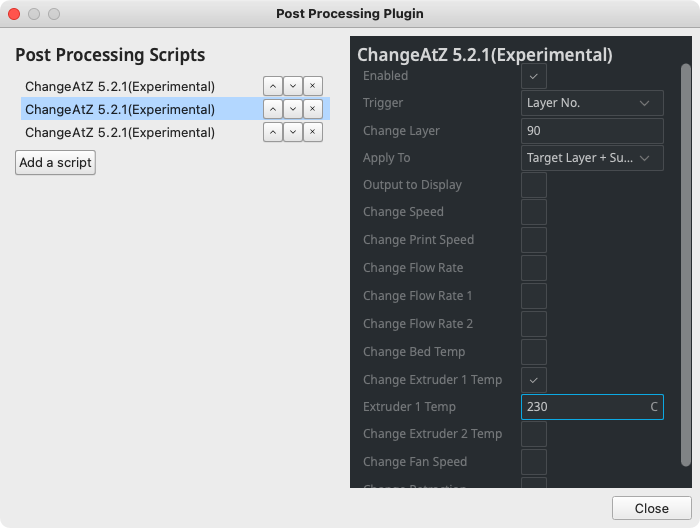 Post Processing Plugin
Post Processing Scripts
ChangeAtZ 5.2.1(Experimental)
ChangeAtZ 5.2.1(Experimental)
ChangeAtZ 5.2.1(Experimental)
Add a script
ChangeAtZ 5.2.1(Experimental)
Enabled
Trigger Layer No.
Change Layer 90
Apply To Target Layer + Su...
Output to Display
Change Speed
Change Print Speed
Change Flow Rate
Change Flow Rate 1
Change Flow Rate 2
Change Bed Temp
Change Extruder 1 Temp
Extruder 1 Temp 230 C
Change Extruder 2 Temp
Change Fan Speed
Change Retraction
Close